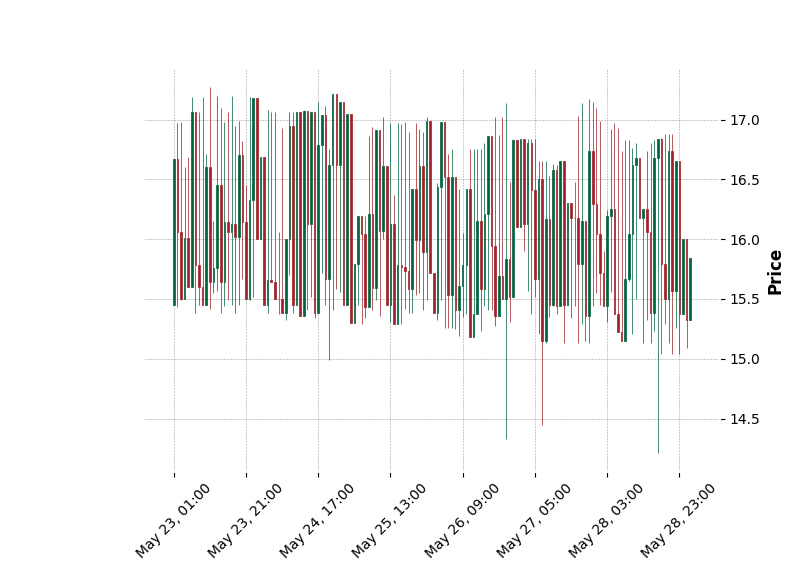 17.0
16.5
16.0
15.5
15.0
14.5
Price
May 23, 01:00
May 23, 21:00
May 24, 17:00
May 25, 13:00
May 26, 09:00
May 27, 05:00
May 28, 03:00
May 28, 23:00